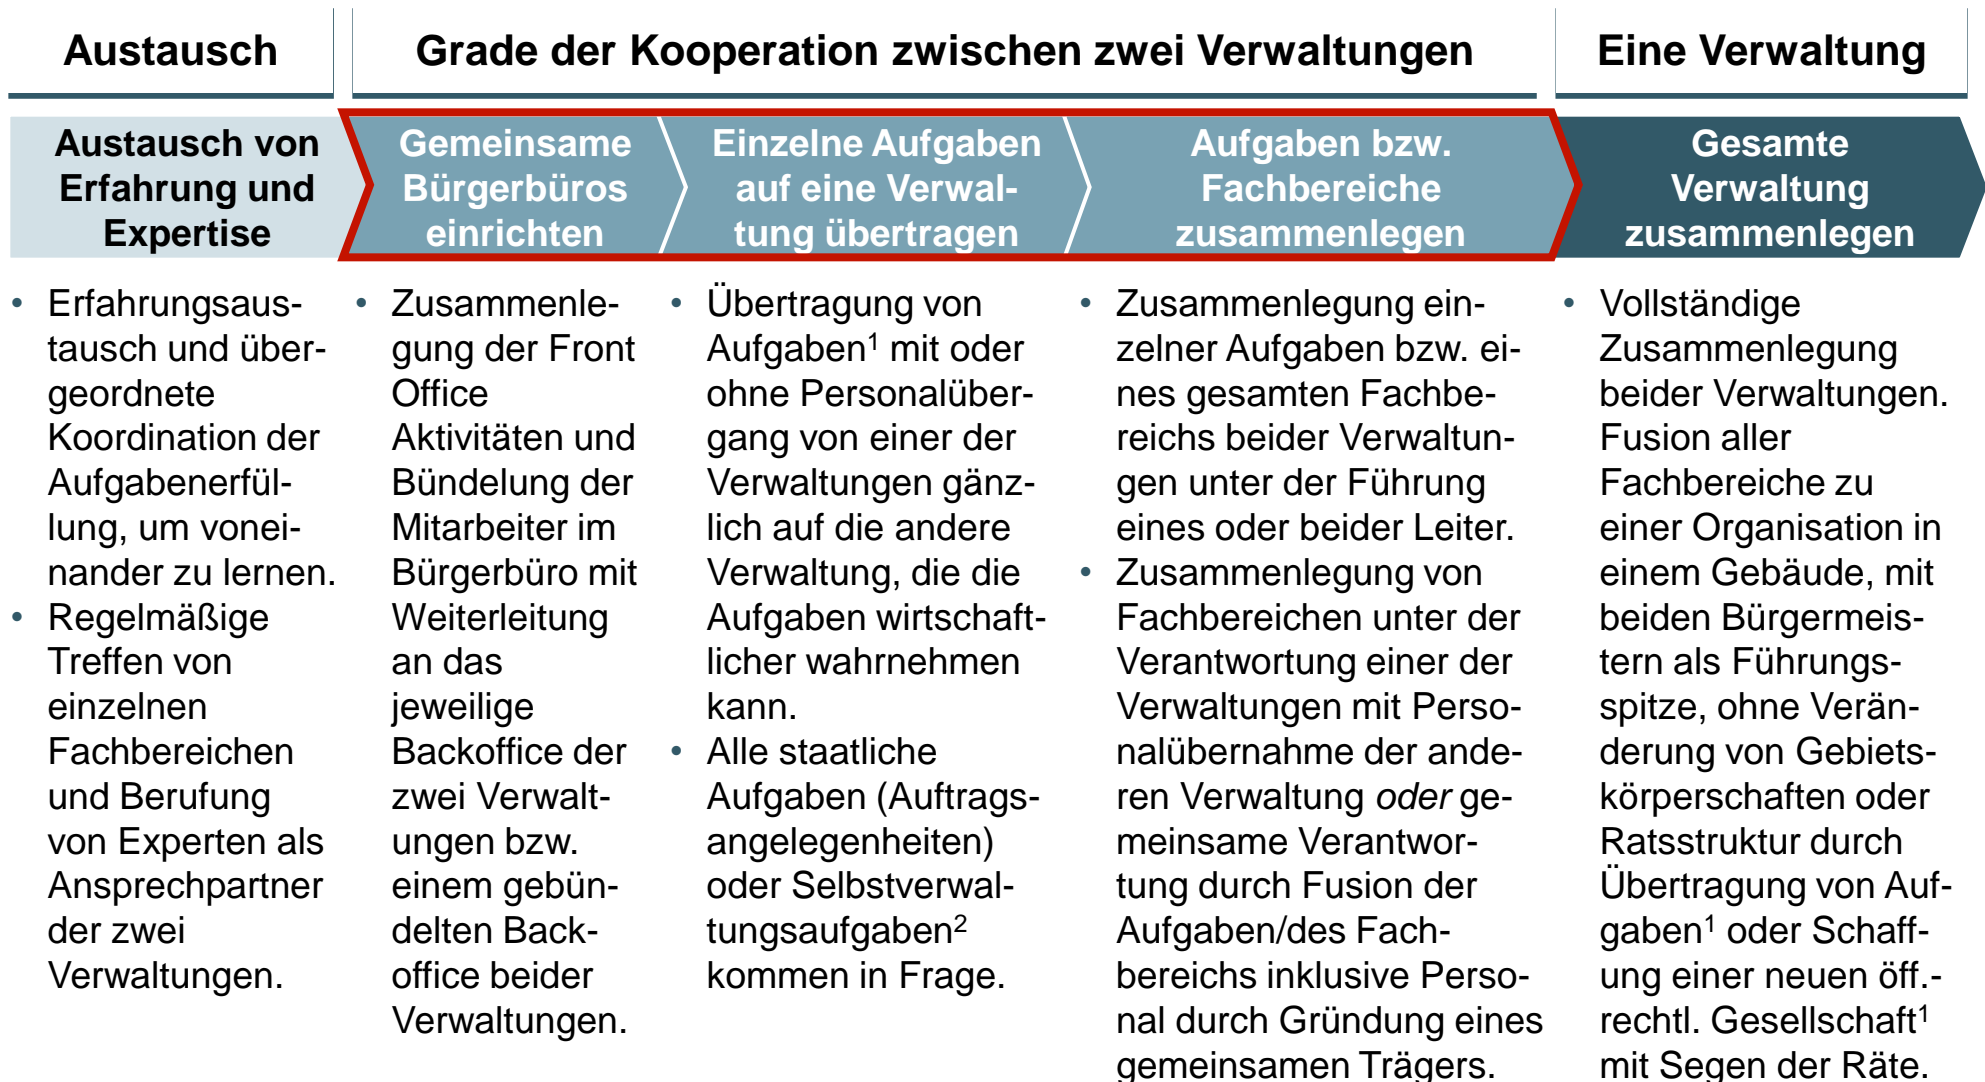 Austausch
Grade der Kooperation zwischen zwei Verwaltungen
Eine Verwaltung
Austausch von
Erfahrung und
Expertise
Gemeinsame
Bürgerbüros
einrichten
Einzelne Aufgaben
auf eine Verwal-
tung übertragen
Aufgaben bzw.
Fachbereiche
zusammenlegen
Gesamte
Verwaltung
zusammenlegen
• Erfahrungsaus-
tausch und über-
geordnete
Koordination der
Aufgabenerfül-
lung, um vonei-
nander zu lernen.
• Regelmäßige
Treffen von
einzelnen
Fachbereichen
und Berufung
von Experten als
Ansprechpartner
der zwei
Verwaltungen.
• Zusammenle-
gung der Front
Office
Aktivitäten und
Bündelung der
Mitarbeiter im
Bürgerbüro mit
Weiterleitung
an das
jeweilige
Backoffice der
zwei Verwalt-
ungen bzw.
einem gebün-
delten Back-
office beider
Verwaltungen.
• Übertragung von
Aufgaben¹ mit oder
ohne Personalüber-
gang von einer der
Verwaltungen gänz-
lich auf die andere
Verwaltung, die die
Aufgaben wirtschaft-
licher wahrnehmen
kann.
• Alle staatliche
Aufgaben (Auftrags-
angelegenheiten)
oder Selbstverwal-
tungsaufgaben²
kommen in Frage.
• Zusammenlegung ein-
zelner Aufgaben bzw. ei-
nes gesamten Fachbe-
reichs beider Verwaltun-
gen unter der Führung
eines oder beider Leiter.
• Zusammenlegung von
Fachbereichen unter der
Verantwortung einer der
Verwaltungen mit Perso-
nalübernahme der ande-
ren Verwaltung oder ge-
meinsame Verantwor-
tung durch Fusion der
Aufgaben/des Fach-
bereichs inklusive Perso-
nal durch Gründung eines
gemeinsamen Trägers.
• Vollständige
Zusammenlegung
beider Verwaltungen.
Fusion aller
Fachbereiche zu
einer Organisation in
einem Gebäude, mit
beiden Bürgermeis-
tern als Führungs-
spitze, ohne Verän-
derung von Gebiets-
körperschaften oder
Ratsstruktur durch
Übertragung von Auf-
gaben¹ oder Schaff-
ung einer neuen öff.-
rechtl. Gesellschaft¹
mit Segen der Räte.